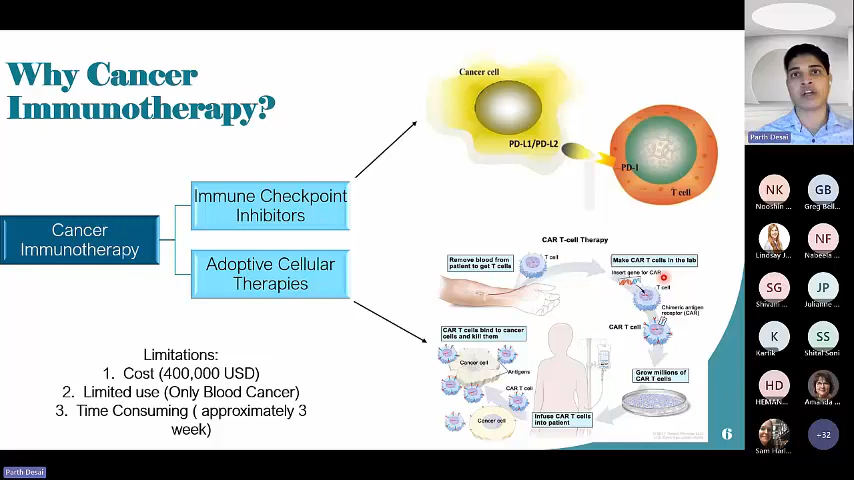 Why Cancer
Immunotherapy?
Cancer
Immunotherapy
Immune Checkpoint
Inhibitors
Adoptive Cellular
Therapies
Limitations:
1. Cost (400,000 USD)
2. Limited use (Only Blood Cancer)
3. Time Consuming ( approximately 3
week)
Cancer cell
PD-L1/PD-L2
PD-1
T cell
CAR T-cell Therapy
Remove blood from
patient to get T cells
T cell
Make CAR T cells in the lab
Insert gene for CAR
T cell
Chimeric antigen
receptor (CAR)
CAR T cell
Grow millions of
CAR T cells
Infuse CAR T cells
into patient
CAR T cells bind to cancer
cells and kill them
Cancer cell
Antigens
CAR T cell
Cancer cell
6
Parth Desai
NK
Nooshin ...
GB
Greg Bell...
Lindsay J...
NF
Nabeela ...
SG
Shivani ...
JP
Julianne ...
K
Kartik
SS
Shital Soni
HD
HEMAN...
Amanda ...
Sam Harl...
+32
Parth Desai